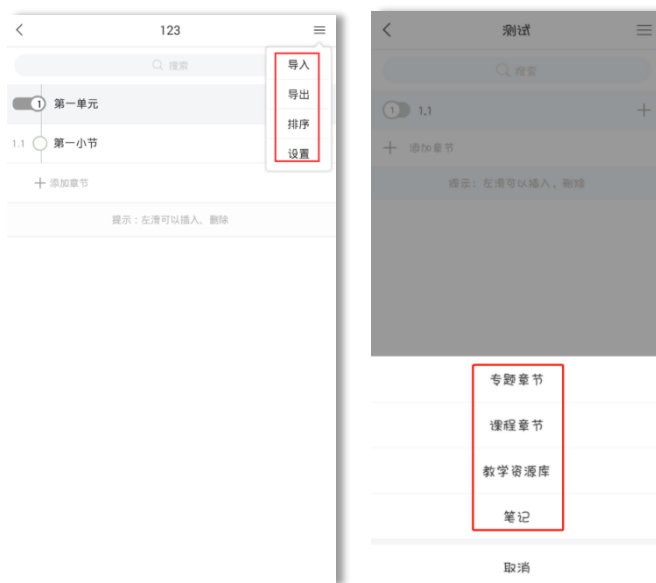 123
搜索
导入
导出
排序
设置
1 第一单元
1.1 第一小节
添加章节
提示：左滑可以插入、删除
测试
搜索
1 1.1
添加章节
提示：左滑可以插入、删除
专题章节
课程章节
教学资源库
笔记
取消